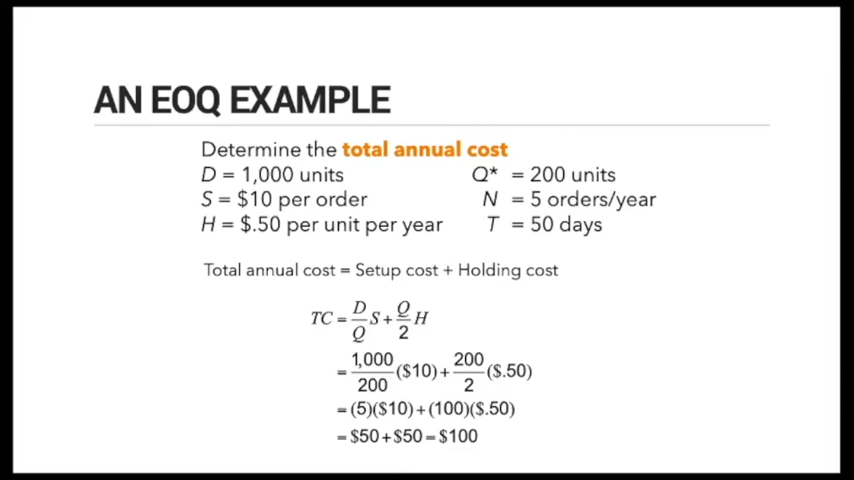 AN EOQ EXAMPLE
Determine the total annual cost
D = 1,000 units Q* = 200 units
S = $10 per order N = 5 orders/year
H = $.50 per unit per year T = 50 days
Total annual cost = Setup cost + Holding cost
TC = D/Q S + Q/2 H
= 1,000/200 ($10) + 200/2 ($.50)
= (5)($10) + (100)($.50)
= $50 + $50 = $100